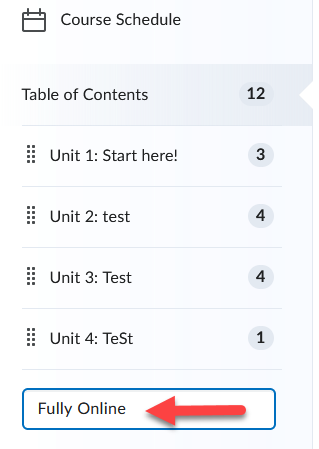 Course Schedule
Table of Contents 12
Unit 1: Start here! 3
Unit 2: test 4
Unit 3: Test 4
Unit 4: TeSt 1
Fully Online